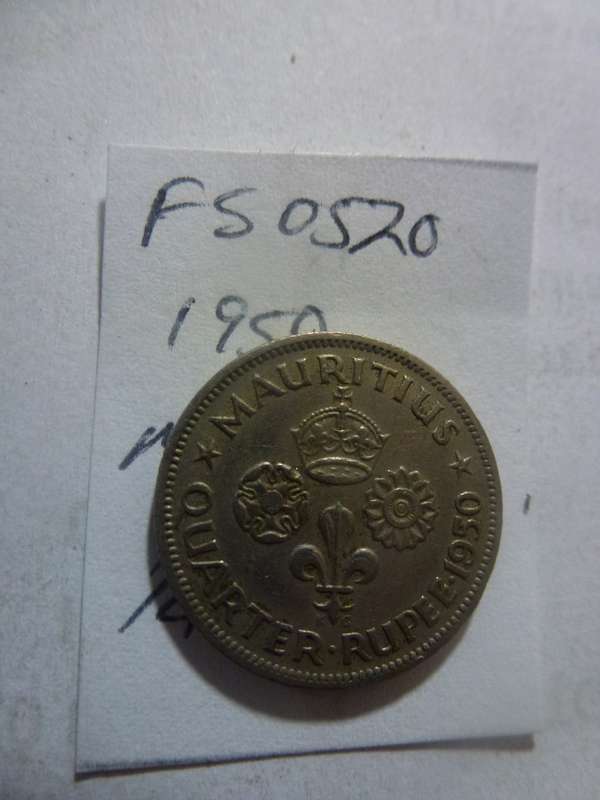 FS0520
1950
★ MAURITIUS ★
QUARTER·RUPEE·1950